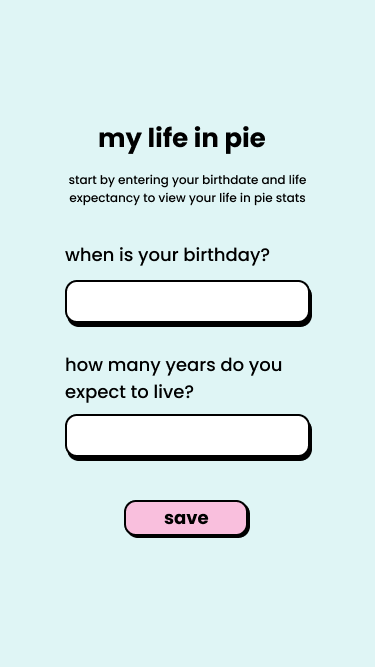 my life in pie
start by entering your birthdate and life
expectancy to view your life in pie stats
when is your birthday?
how many years do you
expect to live?
save